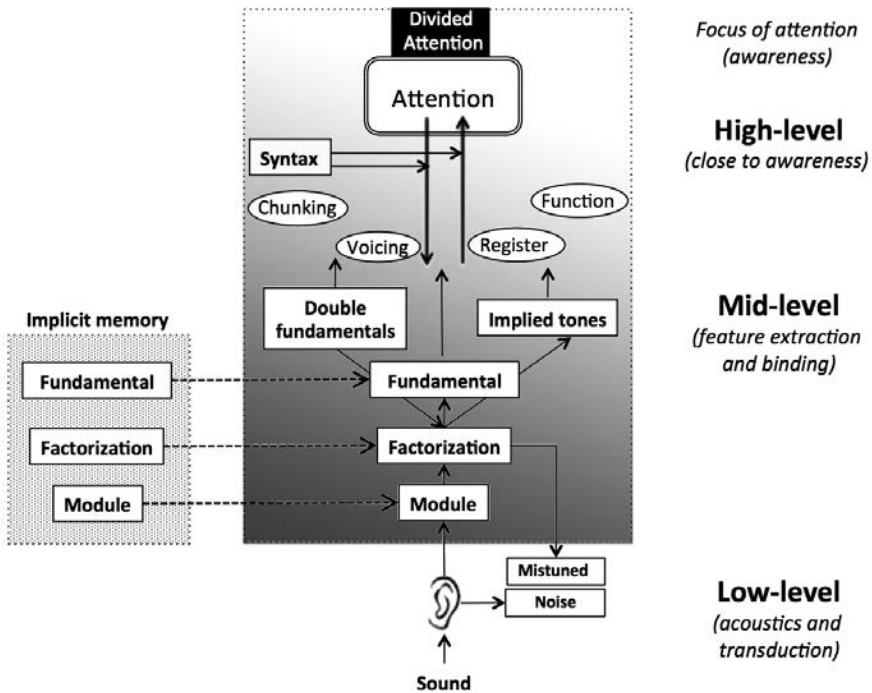 Divided
Attention
Focus of attention
(awareness)
Attention
High-level
(close to awareness)
Syntax
Chunking
Function
Voicing
Register
Double
fundamentals
Implied tones
Mid-level
(feature extraction
and binding)
Implicit memory
Fundamental
Fundamental
Factorization
Factorization
Module
Module
Mistuned
Noise
Low-level
(acoustics and
transduction)
Sound